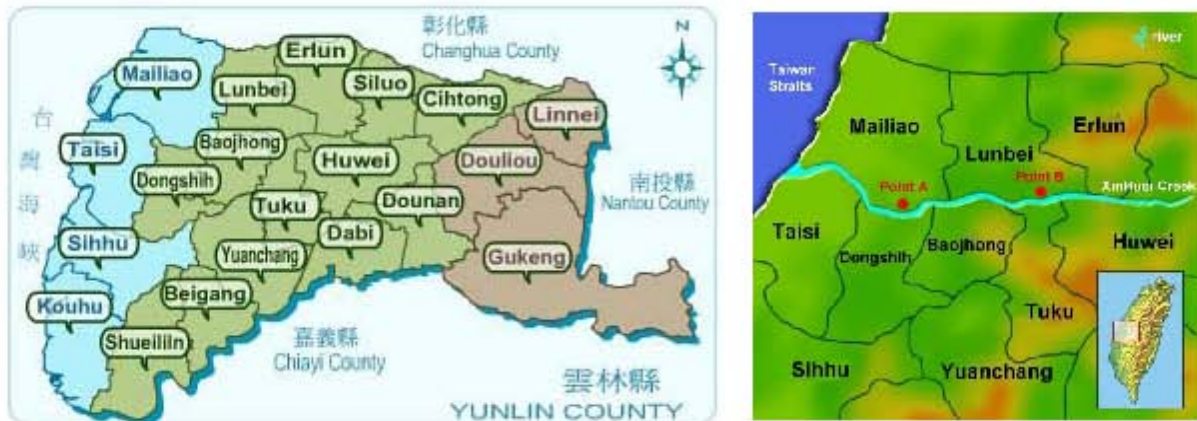 彰化縣
Changhua County
N
Erlun
Mailiao
Lunbei
Siluo
Cihtong
Linnei
台灣海峽
Taisi
Baojhong
Huwei
Douliou
Dongshih
南投縣
Nantou County
Tuku
Dounan
Sihhu
Dabi
Yuanchang
Gukeng
Kouhu
Beigang
嘉義縣
Chiayi County
Shueililn
雲林縣
YUNLIN COUNTY
river
Taiwan
Straits
Mailiao
Erlun
Lunbei
Point A
Point B
XinHuei Creek
Taisi
Dongshih
Baojhong
Huwei
Tuku
Sihhu
Yuanchang